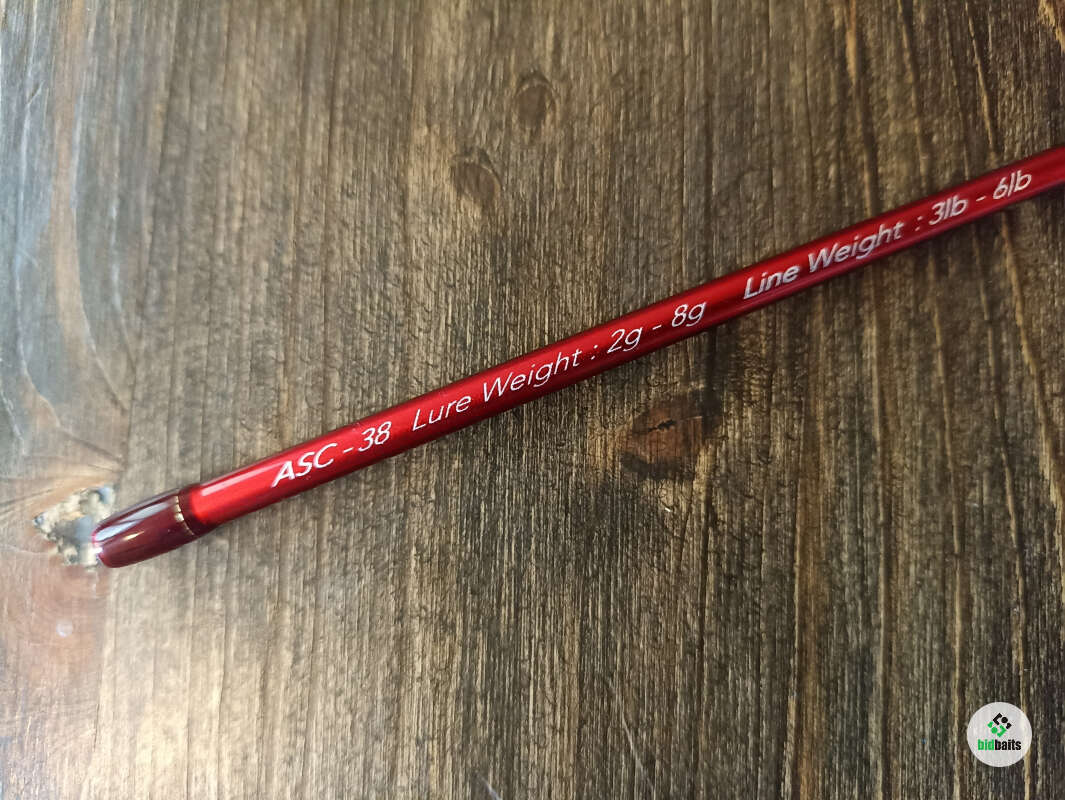 ASC - 38 Lure Weight : 2g - 8g Line Weight : 3lb - 6lb
bidbaits